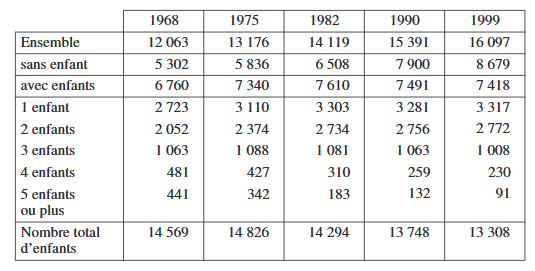 1968 1975 1982 1990 1999
Ensemble 12 063 13 176 14 119 15 391 16 097
sans enfant 5 302 5 836 6 508 7 900 8 679
avec enfants 6 760 7 340 7 610 7 491 7 418
1 enfant 2 723 3 110 3 303 3 281 3 317
2 enfants 2 052 2 374 2 734 2 756 2 772
3 enfants 1 063 1 088 1 081 1 063 1 008
4 enfants 481 427 310 259 230
5 enfants 441 342 183 132 91
ou plus
Nombre total 14 569 14 826 14 294 13 748 13 308
d'enfants